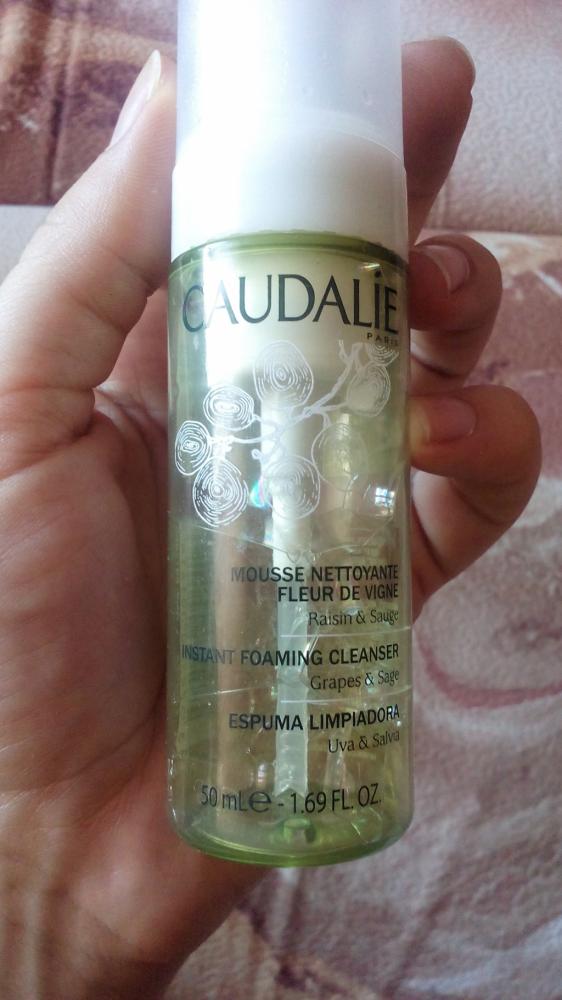 CAUDALÍE
PARIS
MOUSSE NETTOYANTE
FLEUR DE VIGNE
Raisin & Sauge
INSTANT FOAMING CLEANSER
Grapes & Sage
ESPUMA LIMPIADORA
Uva & Salvia
50 mL e - 1.69 FL. OZ.